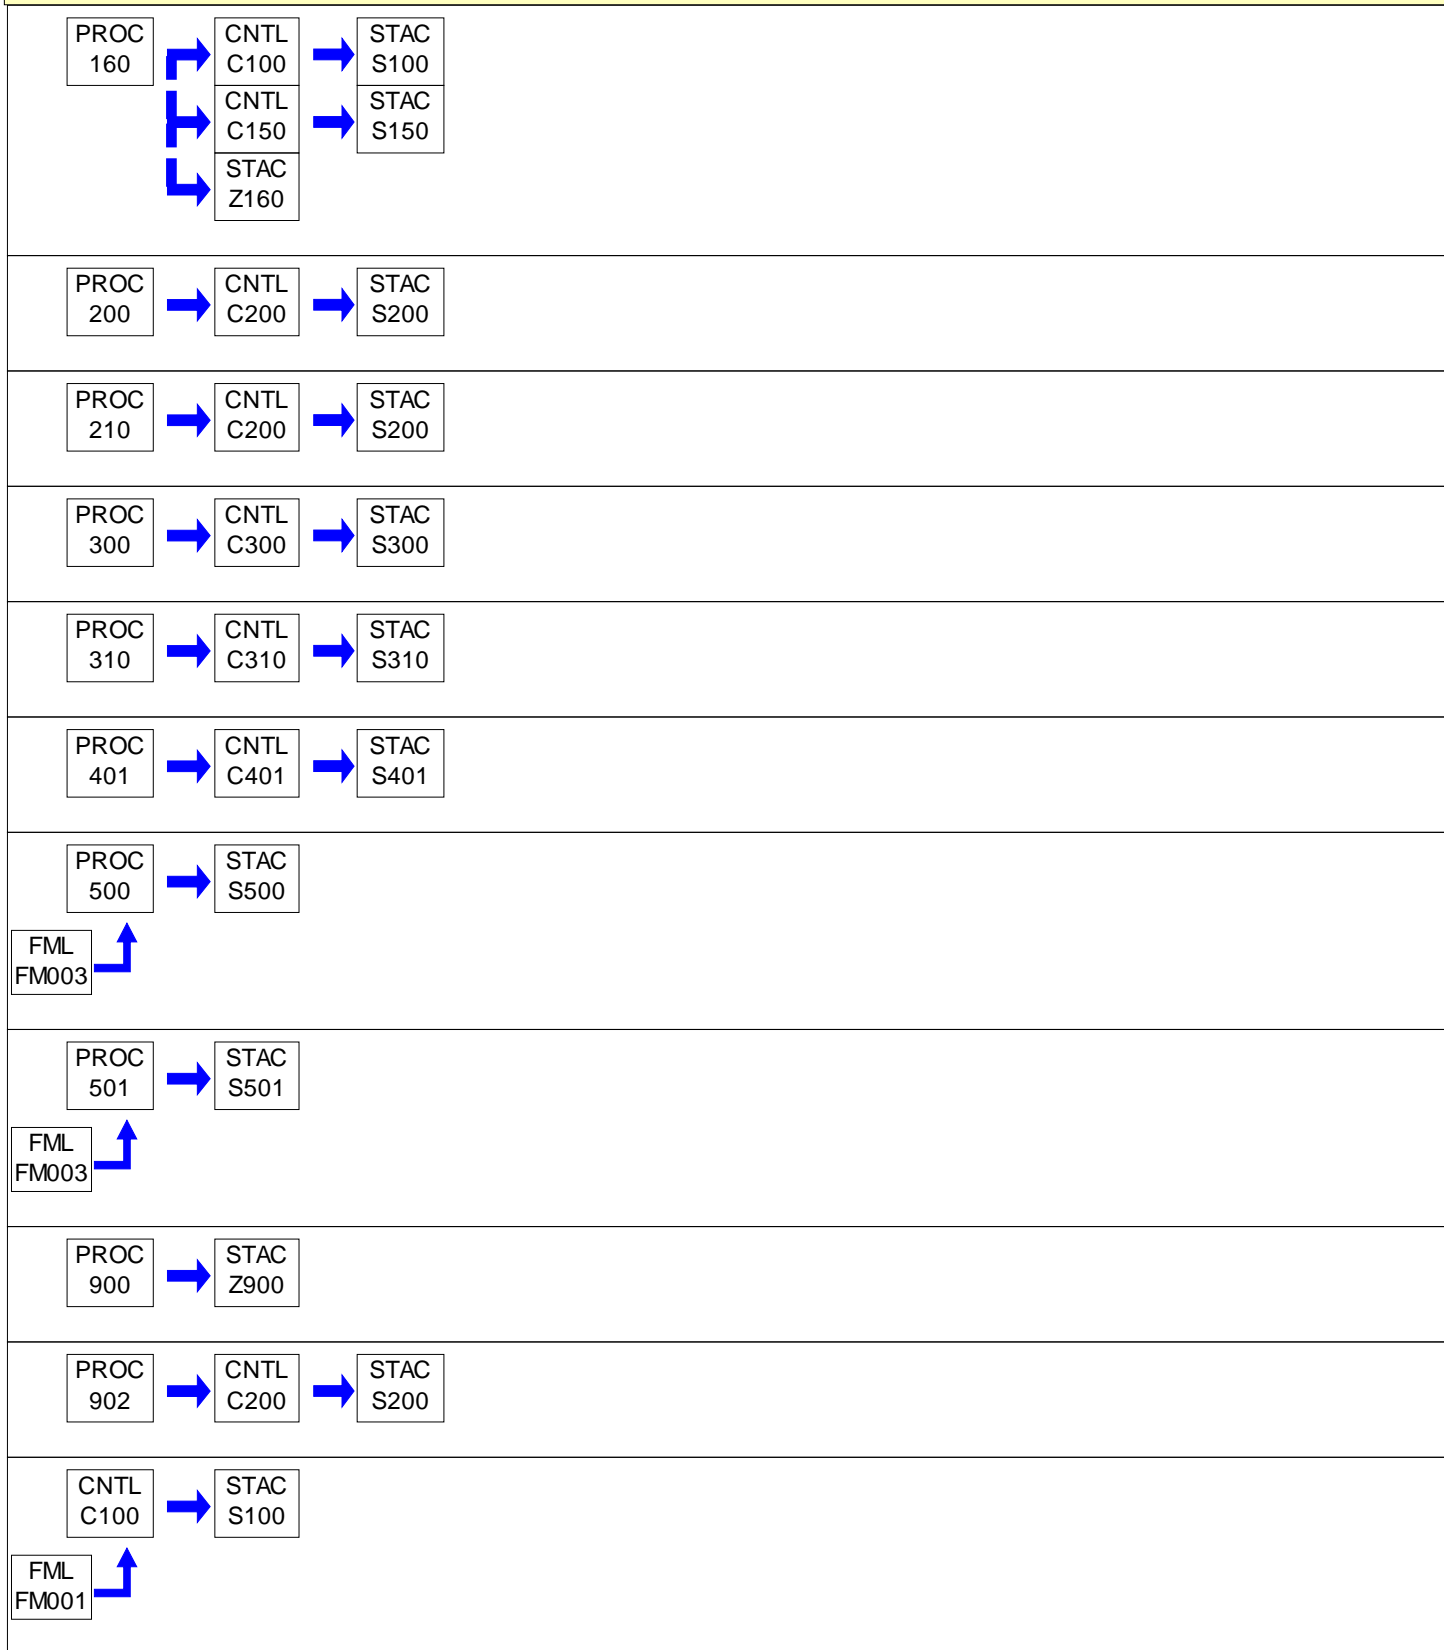 PROC
160
CNTL
C100
STAC
S100
CNTL
C150
STAC
S150
STAC
Z160
PROC
200
CNTL
C200
STAC
S200
PROC
210
CNTL
C200
STAC
S200
PROC
300
CNTL
C300
STAC
S300
PROC
310
CNTL
C310
STAC
S310
PROC
401
CNTL
C401
STAC
S401
PROC
500
STAC
S500
FML
FM003
PROC
501
STAC
S501
FML
FM003
PROC
900
STAC
Z900
PROC
902
CNTL
C200
STAC
S200
CNTL
C100
STAC
S100
FML
FM001